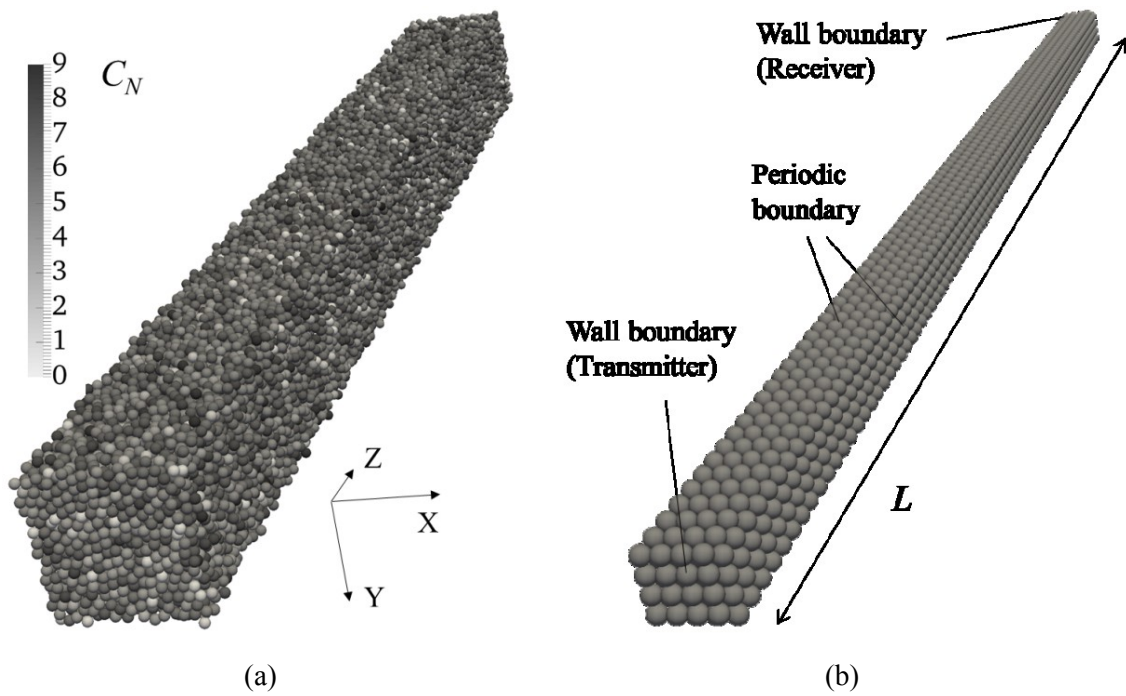 9
8
7
6
5
4
3
2
1
0
C_N
Z
X
Y
(a)
Wall boundary
(Receiver)
Periodic
boundary
Wall boundary
(Transmitter)
L
(b)